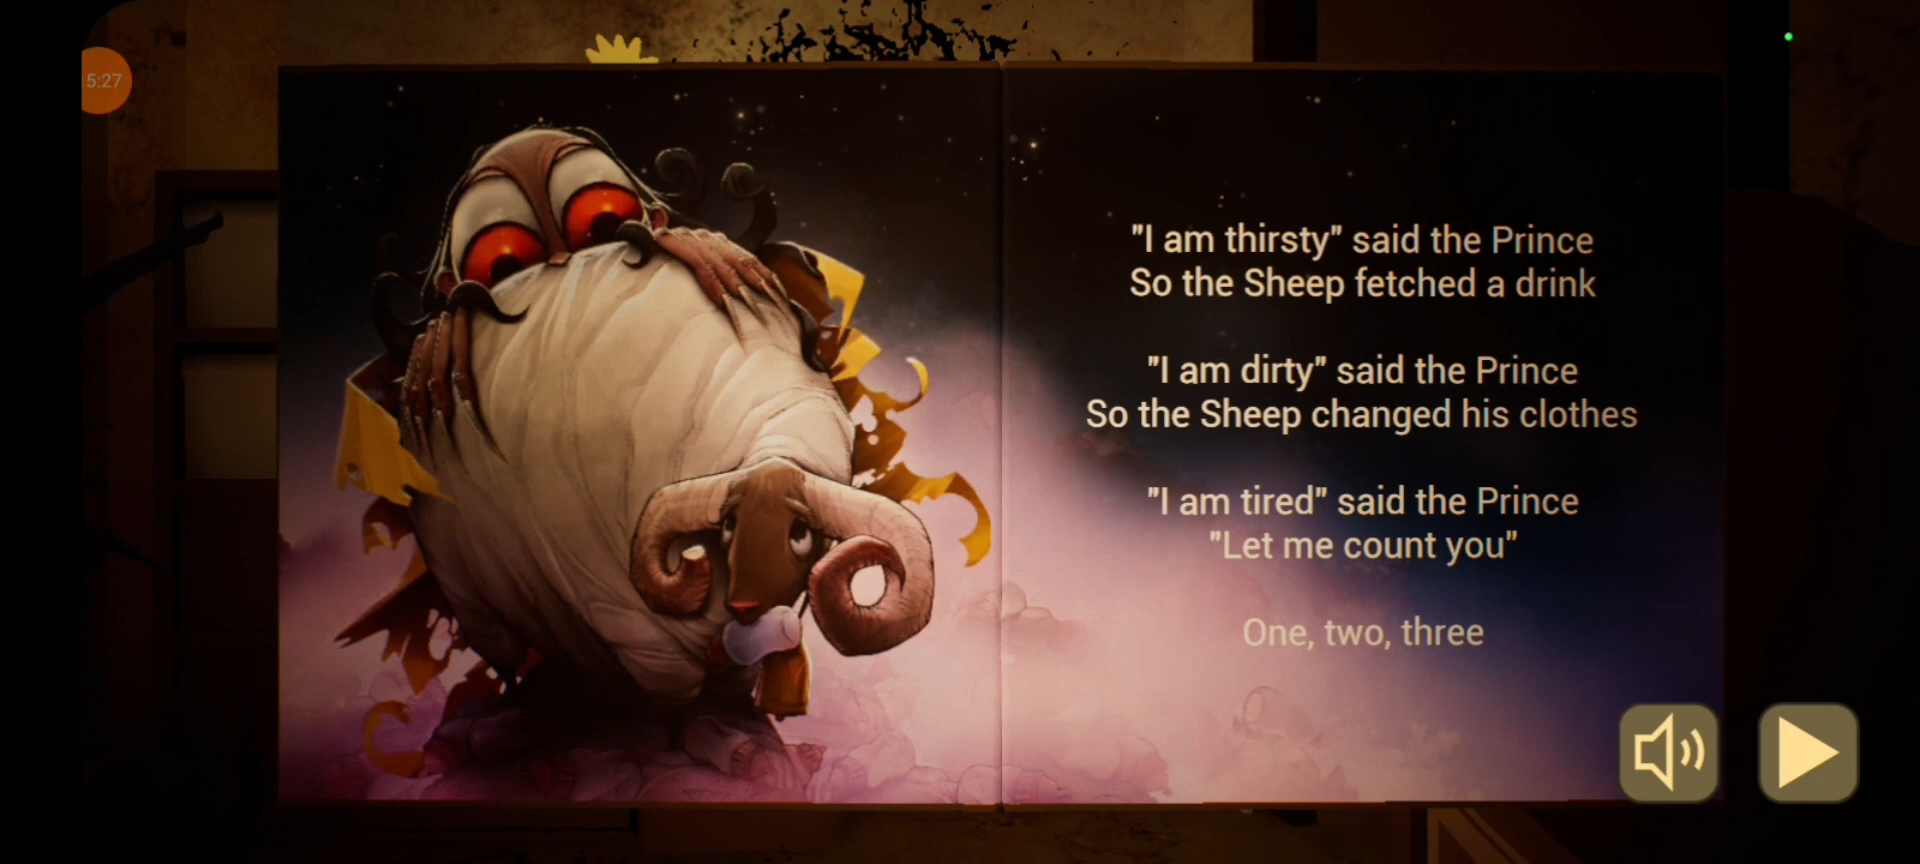 5:27
"I am thirsty" said the Prince
So the Sheep fetched a drink
"I am dirty" said the Prince
So the Sheep changed his clothes
"I am tired" said the Prince
"Let me count you"
One, two, three